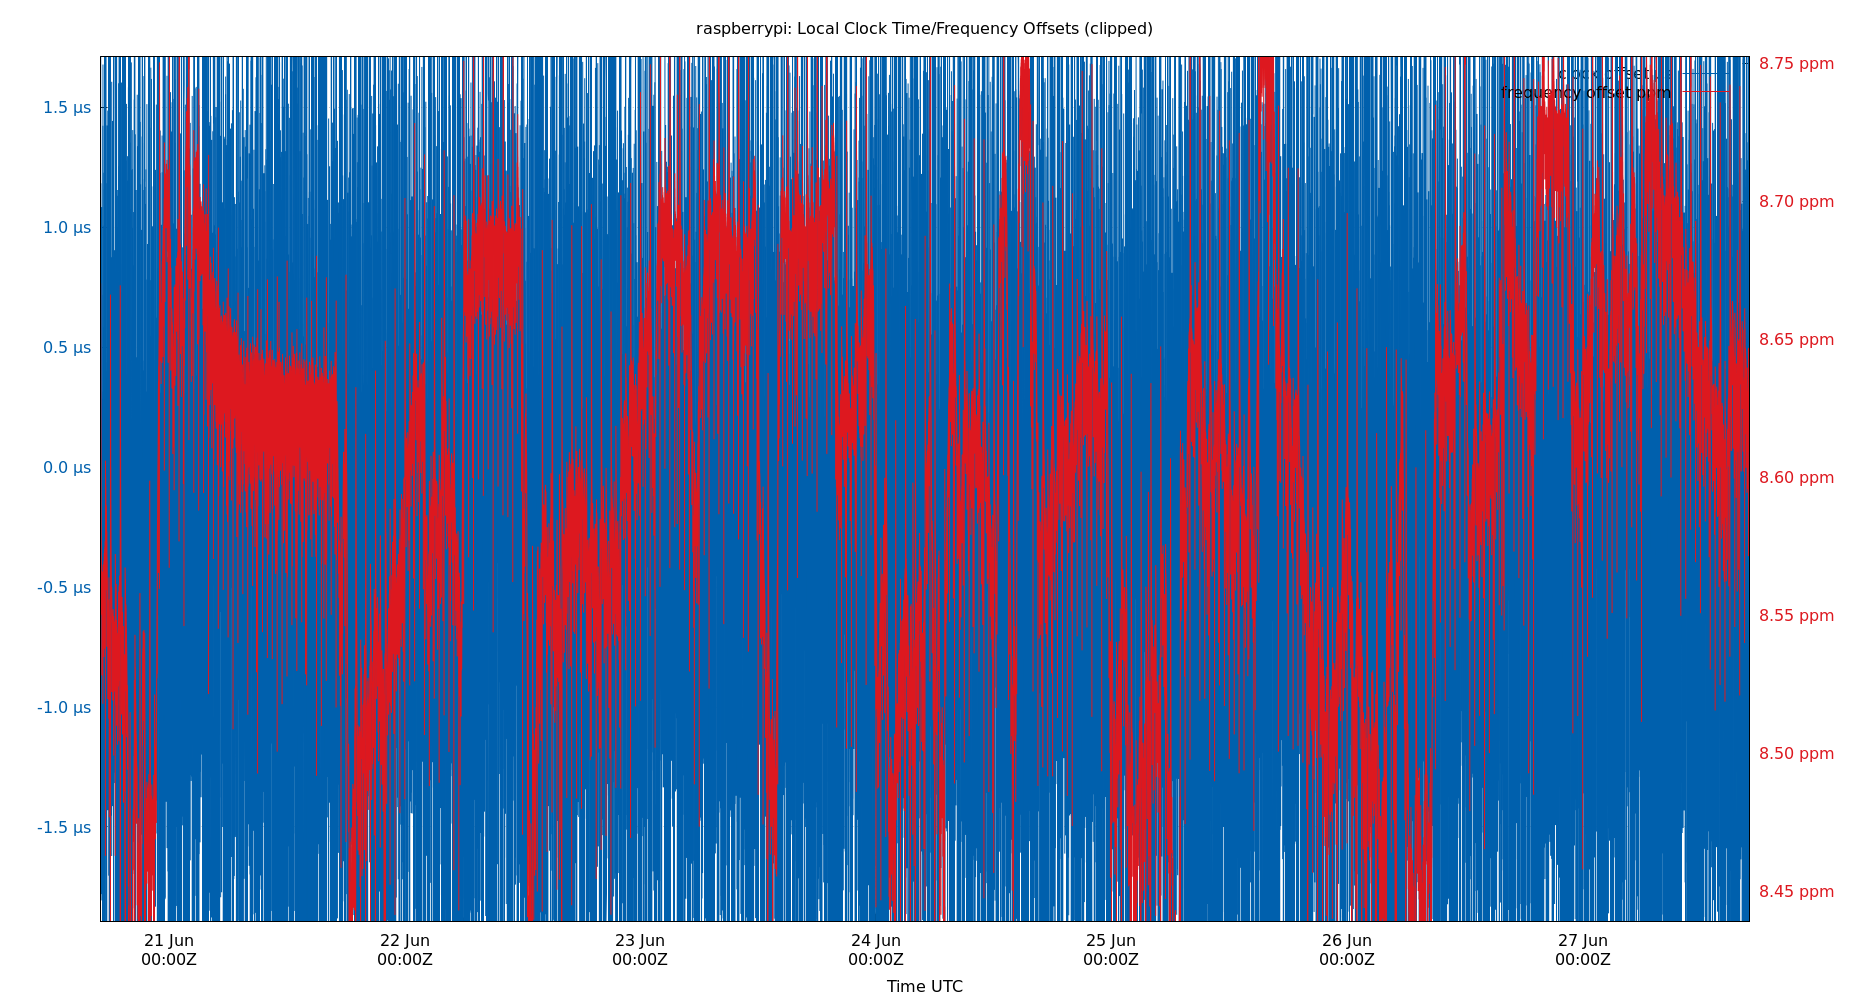 raspberrypi: Local Clock Time/Frequency Offsets (clipped)
clock offset µs
frequency offset ppm
1.5 µs
1.0 µs
0.5 µs
0.0 µs
-0.5 µs
-1.0 µs
-1.5 µs
8.75 ppm
8.70 ppm
8.65 ppm
8.60 ppm
8.55 ppm
8.50 ppm
8.45 ppm
21 Jun
00:00Z
22 Jun
00:00Z
23 Jun
00:00Z
24 Jun
00:00Z
25 Jun
00:00Z
26 Jun
00:00Z
27 Jun
00:00Z
Time UTC